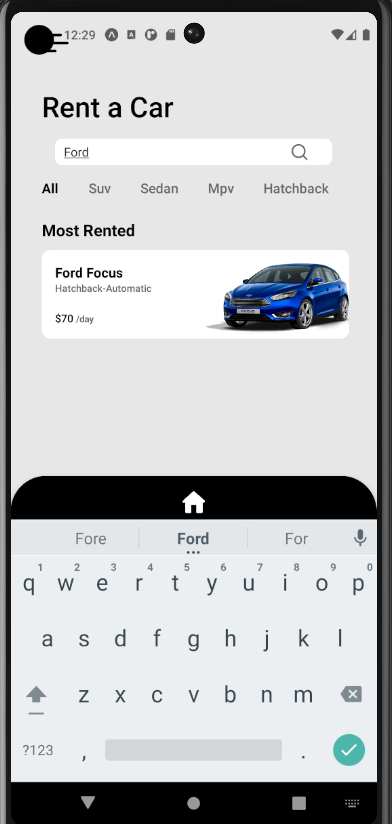 12:29
Rent a Car
Ford
All Suv Sedan Mpv Hatchback
Most Rented
Ford Focus
Hatchback-Automatic
$70 /day
Fore Ford For
1 2 3 4 5 6 7 8 9 0
q w e r t y u i o p
a s d f g h j k l
z x c v b n m
?123 , .